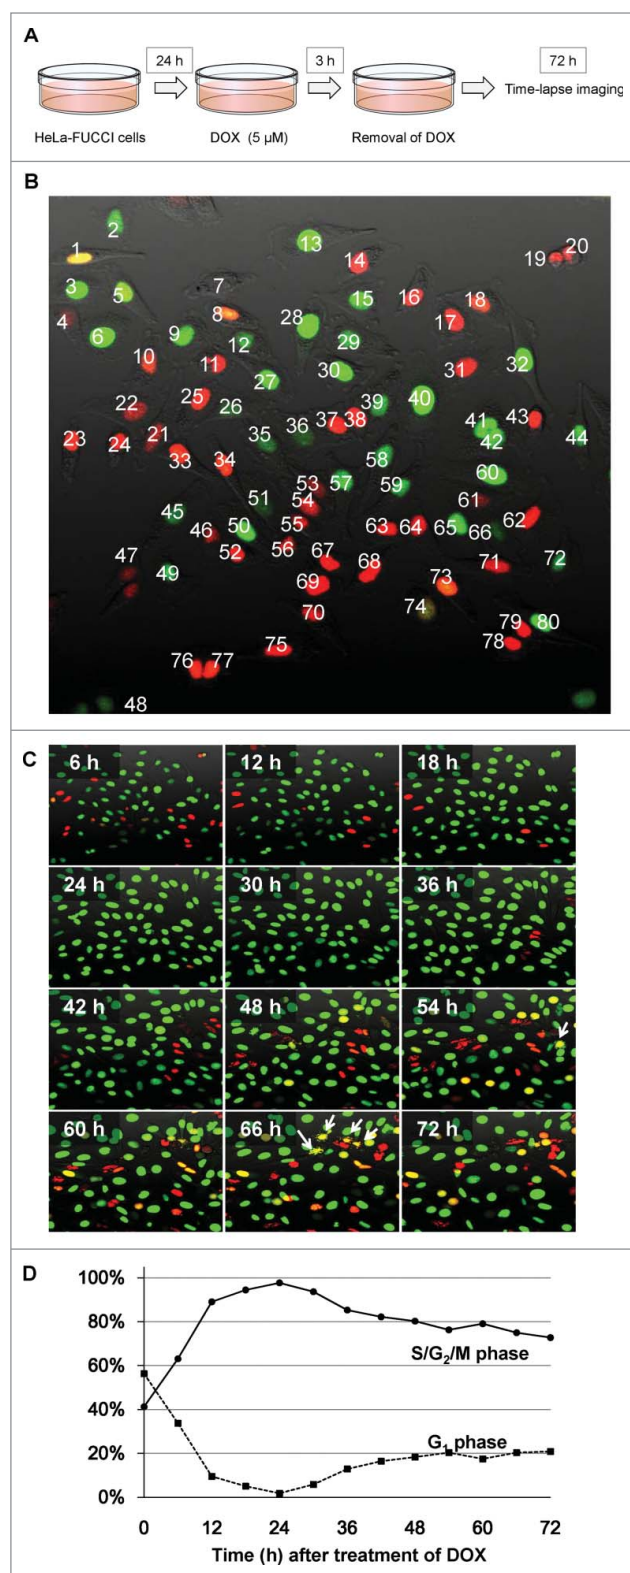 A
24 h 3 h 72 h
HeLa-FUCCI cells DOX (5 µM) Removal of DOX Time-lapse imaging
B
2
13
1 14 19 20
3 5 7 15 16 18
4 8 28 17
6 9 12 29
10 11 30 31 32
27
22 25 26 39 40
23 24 21 35 36 37 38 41 43
42 44
33 34 58
51 53 57 59 60
45 54 61
46 50 55 63 64 65 66 62
47 52 56 67 68 71 72
49 69 73
70 74
75 79 80
76 77 78
48
C
6 h 12 h 18 h
24 h 30 h 36 h
42 h 48 h 54 h
60 h 66 h 72 h
D
100%
80%
S/G₂/M phase
60%
40%
G₁ phase
20%
0%
0 12 24 36 48 60 72
Time (h) after treatment of DOX